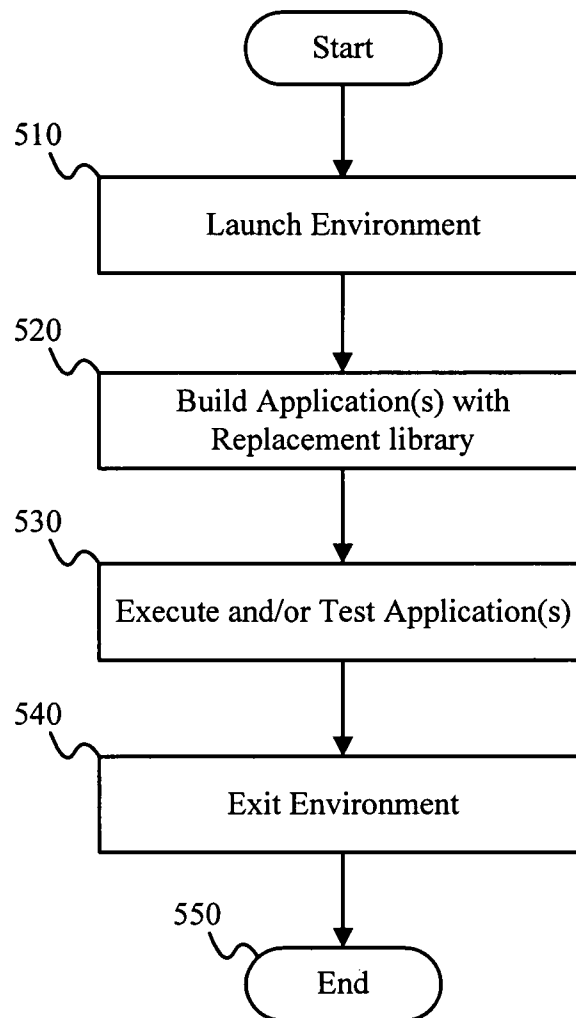 Start
510
Launch Environment
520
Build Application(s) with
Replacement library
530
Execute and/or Test Application(s)
540
Exit Environment
550
End